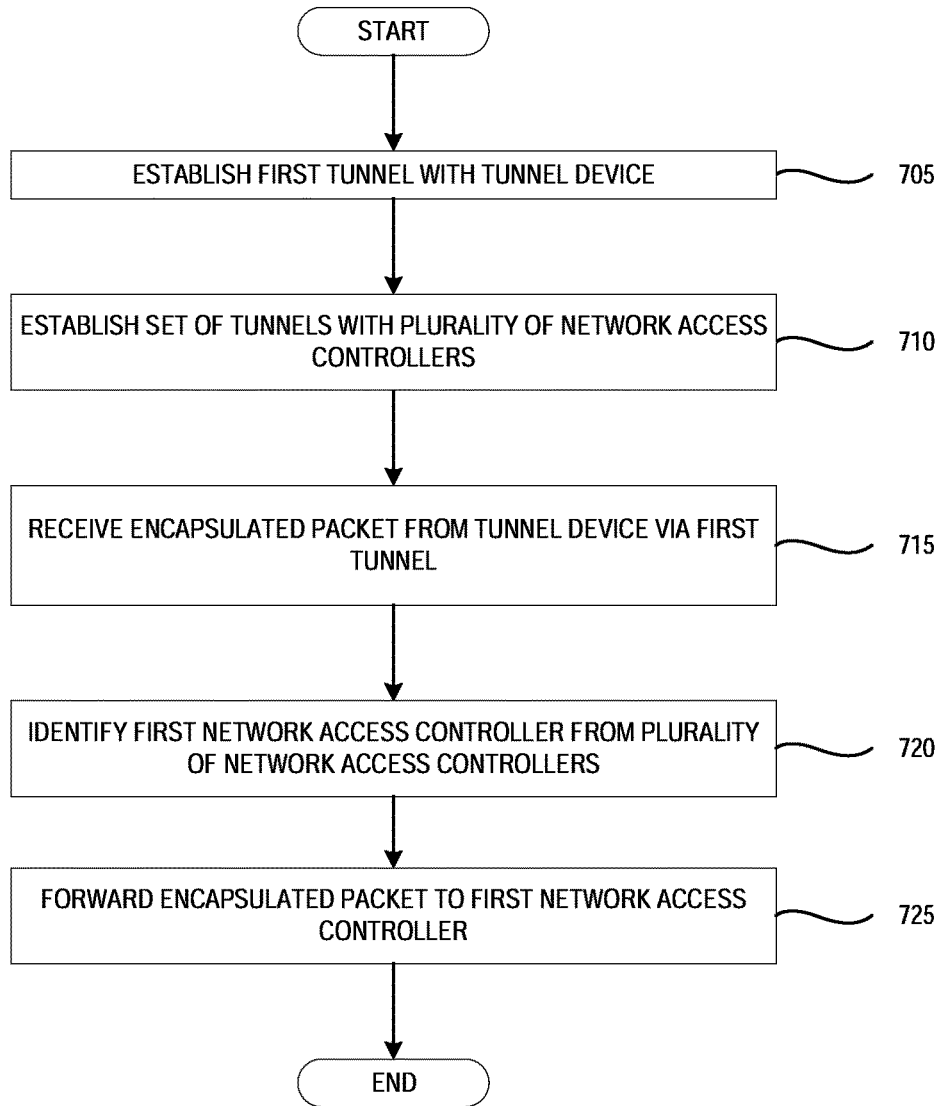 START
ESTABLISH FIRST TUNNEL WITH TUNNEL DEVICE
705
ESTABLISH SET OF TUNNELS WITH PLURALITY OF NETWORK ACCESS
CONTROLLERS
710
RECEIVE ENCAPSULATED PACKET FROM TUNNEL DEVICE VIA FIRST
TUNNEL
715
IDENTIFY FIRST NETWORK ACCESS CONTROLLER FROM PLURALITY
OF NETWORK ACCESS CONTROLLERS
720
FORWARD ENCAPSULATED PACKET TO FIRST NETWORK ACCESS
CONTROLLER
725
END